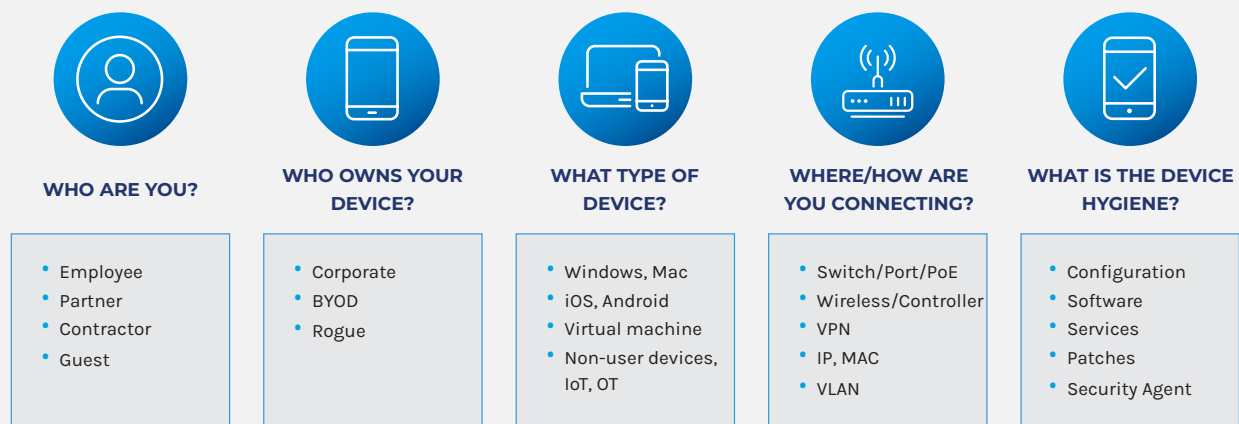 WHO ARE YOU?
WHO OWNS YOUR
DEVICE?
WHAT TYPE OF
DEVICE?
WHERE/HOW ARE
YOU CONNECTING?
WHAT IS THE DEVICE
HYGIENE?
• Employee
• Partner
• Contractor
• Guest
• Corporate
• BYOD
• Rogue
• Windows, Mac
• iOS, Android
• Virtual machine
• Non-user devices,
IoT, OT
• Switch/Port/PoE
• Wireless/Controller
• VPN
• IP, MAC
• VLAN
• Configuration
• Software
• Services
• Patches
• Security Agent